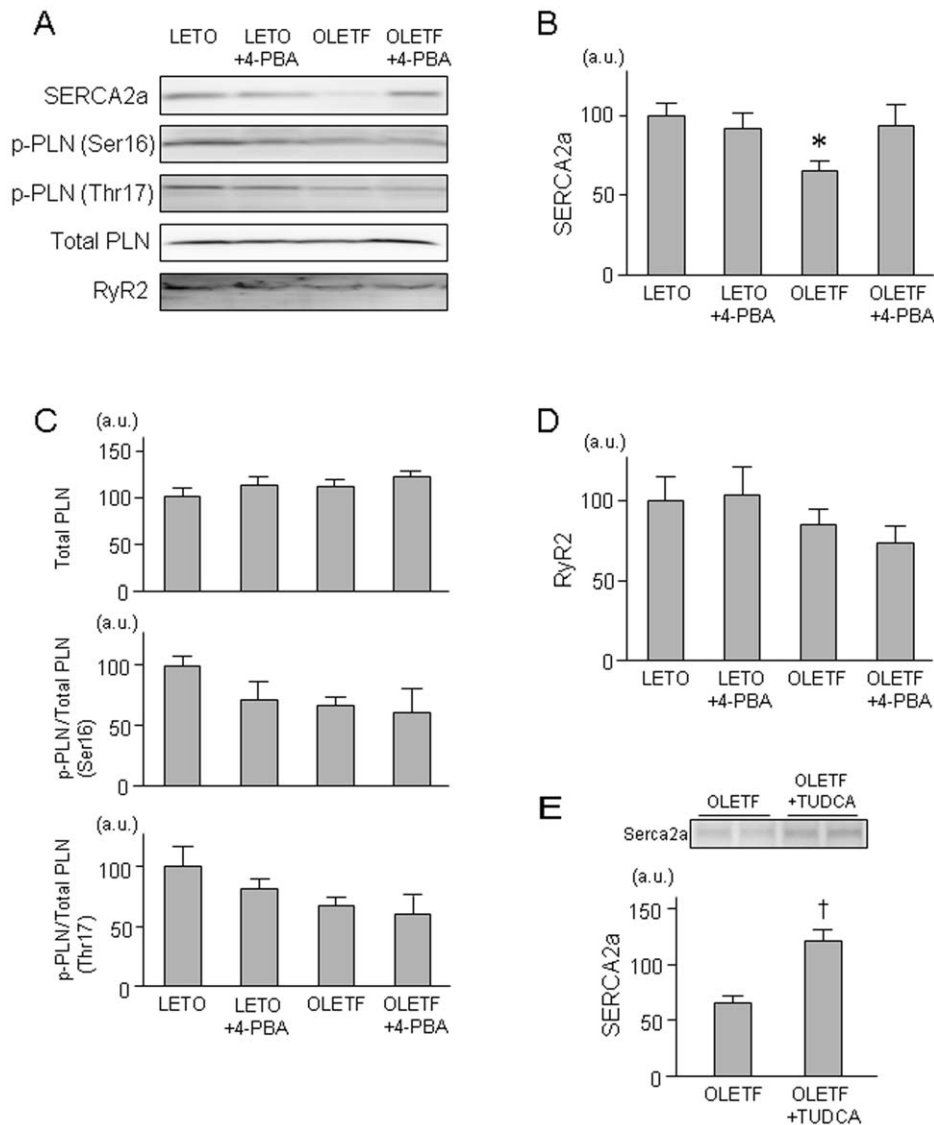 A
LETO LETO OLETF OLETF
+4-PBA +4-PBA
SERCA2a
p-PLN (Ser16)
p-PLN (Thr17)
Total PLN
RyR2
B
(a.u.)
SERCA2a
100
50
0
*
LETO LETO OLETF OLETF
+4-PBA +4-PBA
C
(a.u.)
Total PLN
150
100
50
0
(a.u.)
p-PLN/Total PLN
(Ser16)
100
50
0
(a.u.)
p-PLN/Total PLN
(Thr17)
100
50
0
LETO LETO OLETF OLETF
+4-PBA +4-PBA
D
(a.u.)
RyR2
100
50
0
LETO LETO OLETF OLETF
+4-PBA +4-PBA
E
OLETF OLETF
+TUDCA
Serca2a
(a.u.)
SERCA2a
150
100
50
0
†
OLETF OLETF
+TUDCA